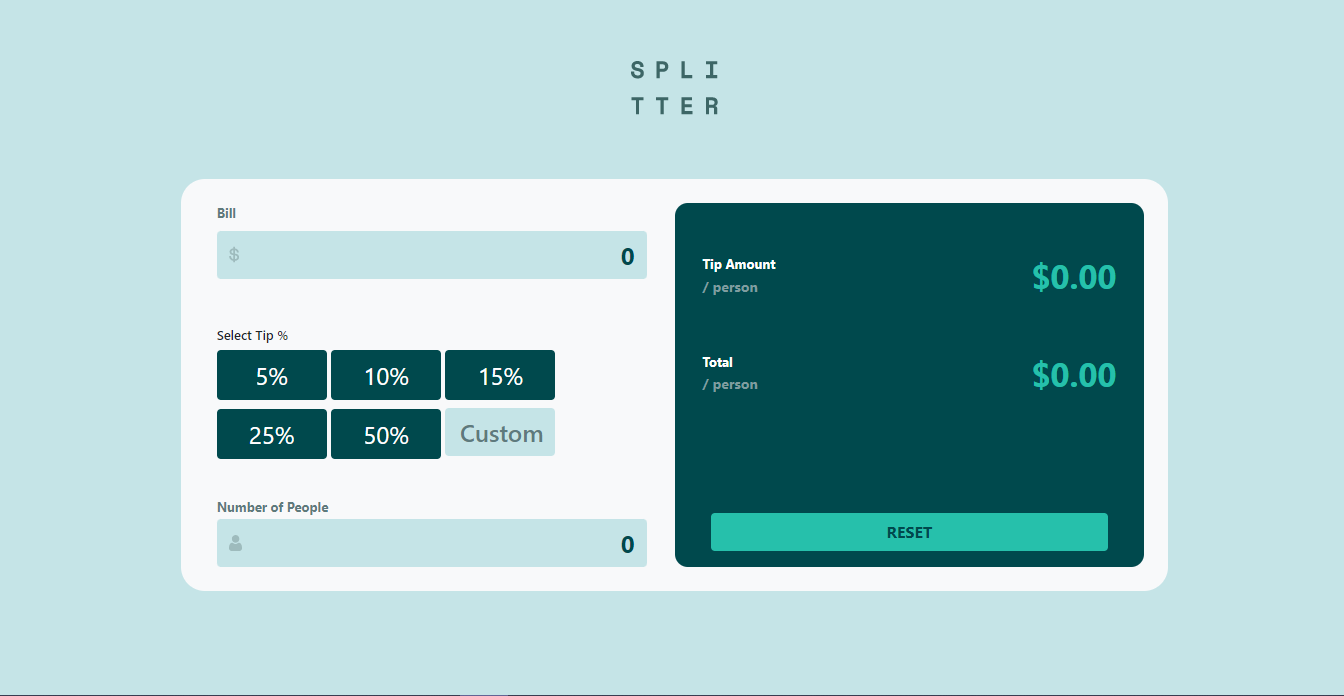 SPLI
TTER
Bill
$ 0
Select Tip %
5% 10% 15%
25% 50% Custom
Number of People
0
Tip Amount
/ person
$0.00
Total
/ person
$0.00
RESET